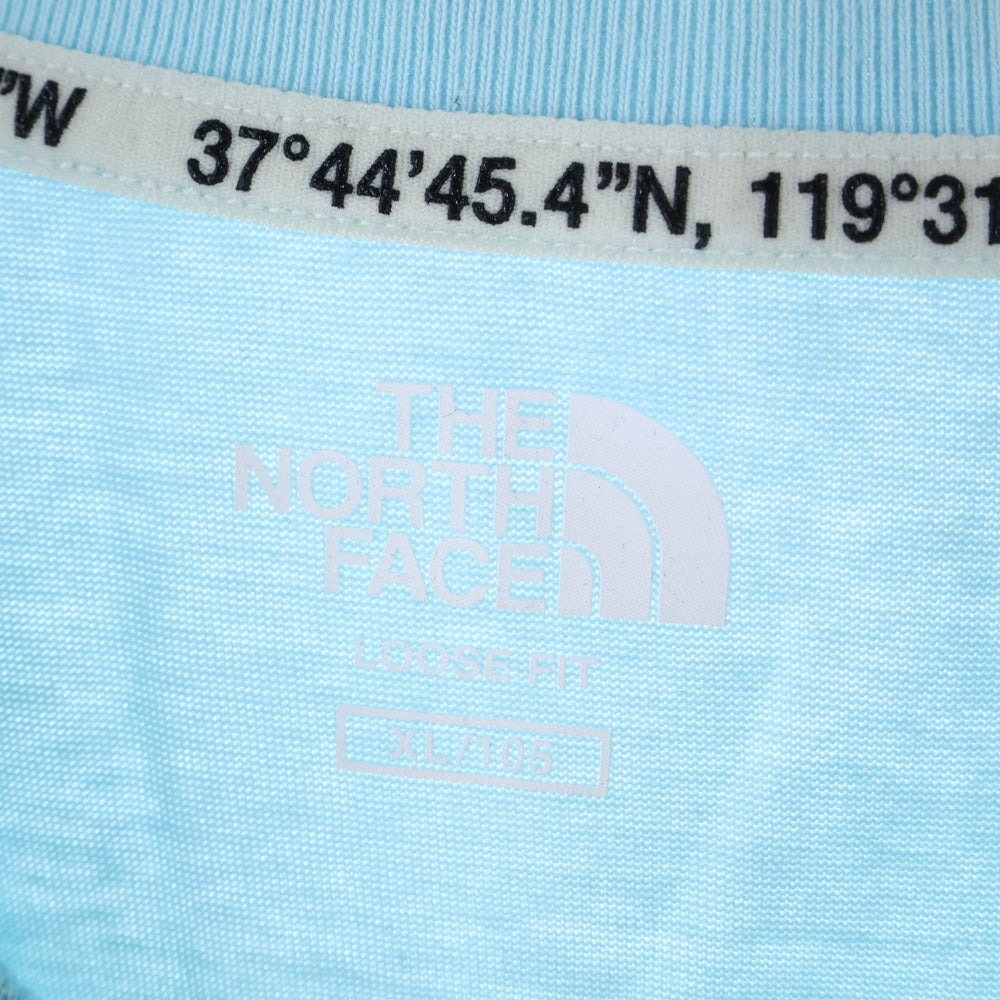 ”W 37°44’45.4”N, 119°31
THE
NORTH
FACE
LOOSE FIT
XL/105